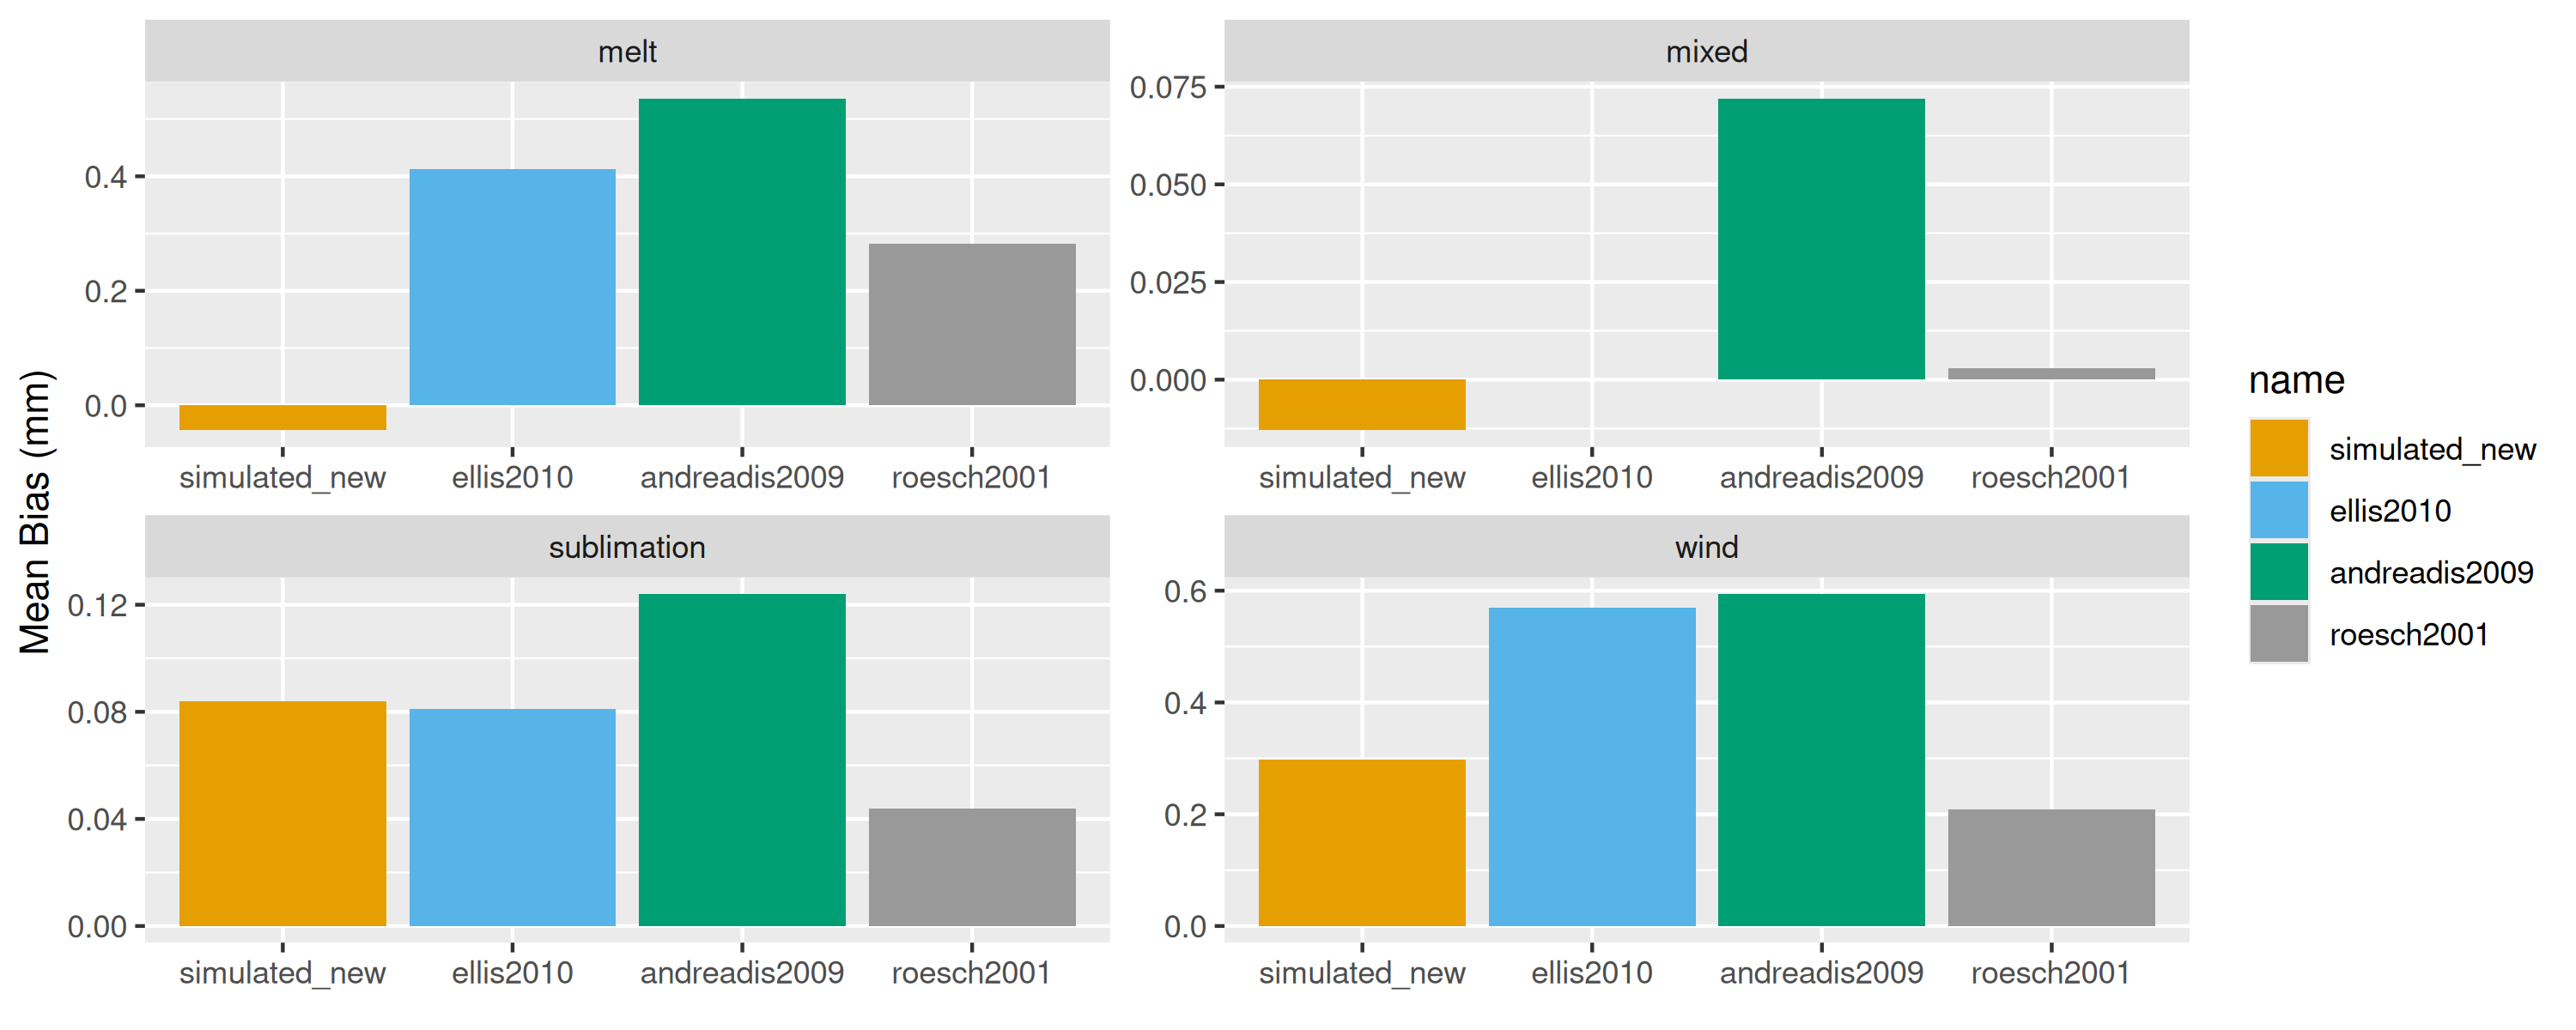 melt
mixed
Mean Bias (mm)
0.4
0.2
0.0
simulated_new ellis2010 andreadis2009 roesch2001
0.075
0.050
0.025
0.000
simulated_new ellis2010 andreadis2009 roesch2001
sublimation
wind
0.12
0.08
0.04
0.00
simulated_new ellis2010 andreadis2009 roesch2001
0.6
0.4
0.2
0.0
simulated_new ellis2010 andreadis2009 roesch2001
name
simulated_new
ellis2010
andreadis2009
roesch2001